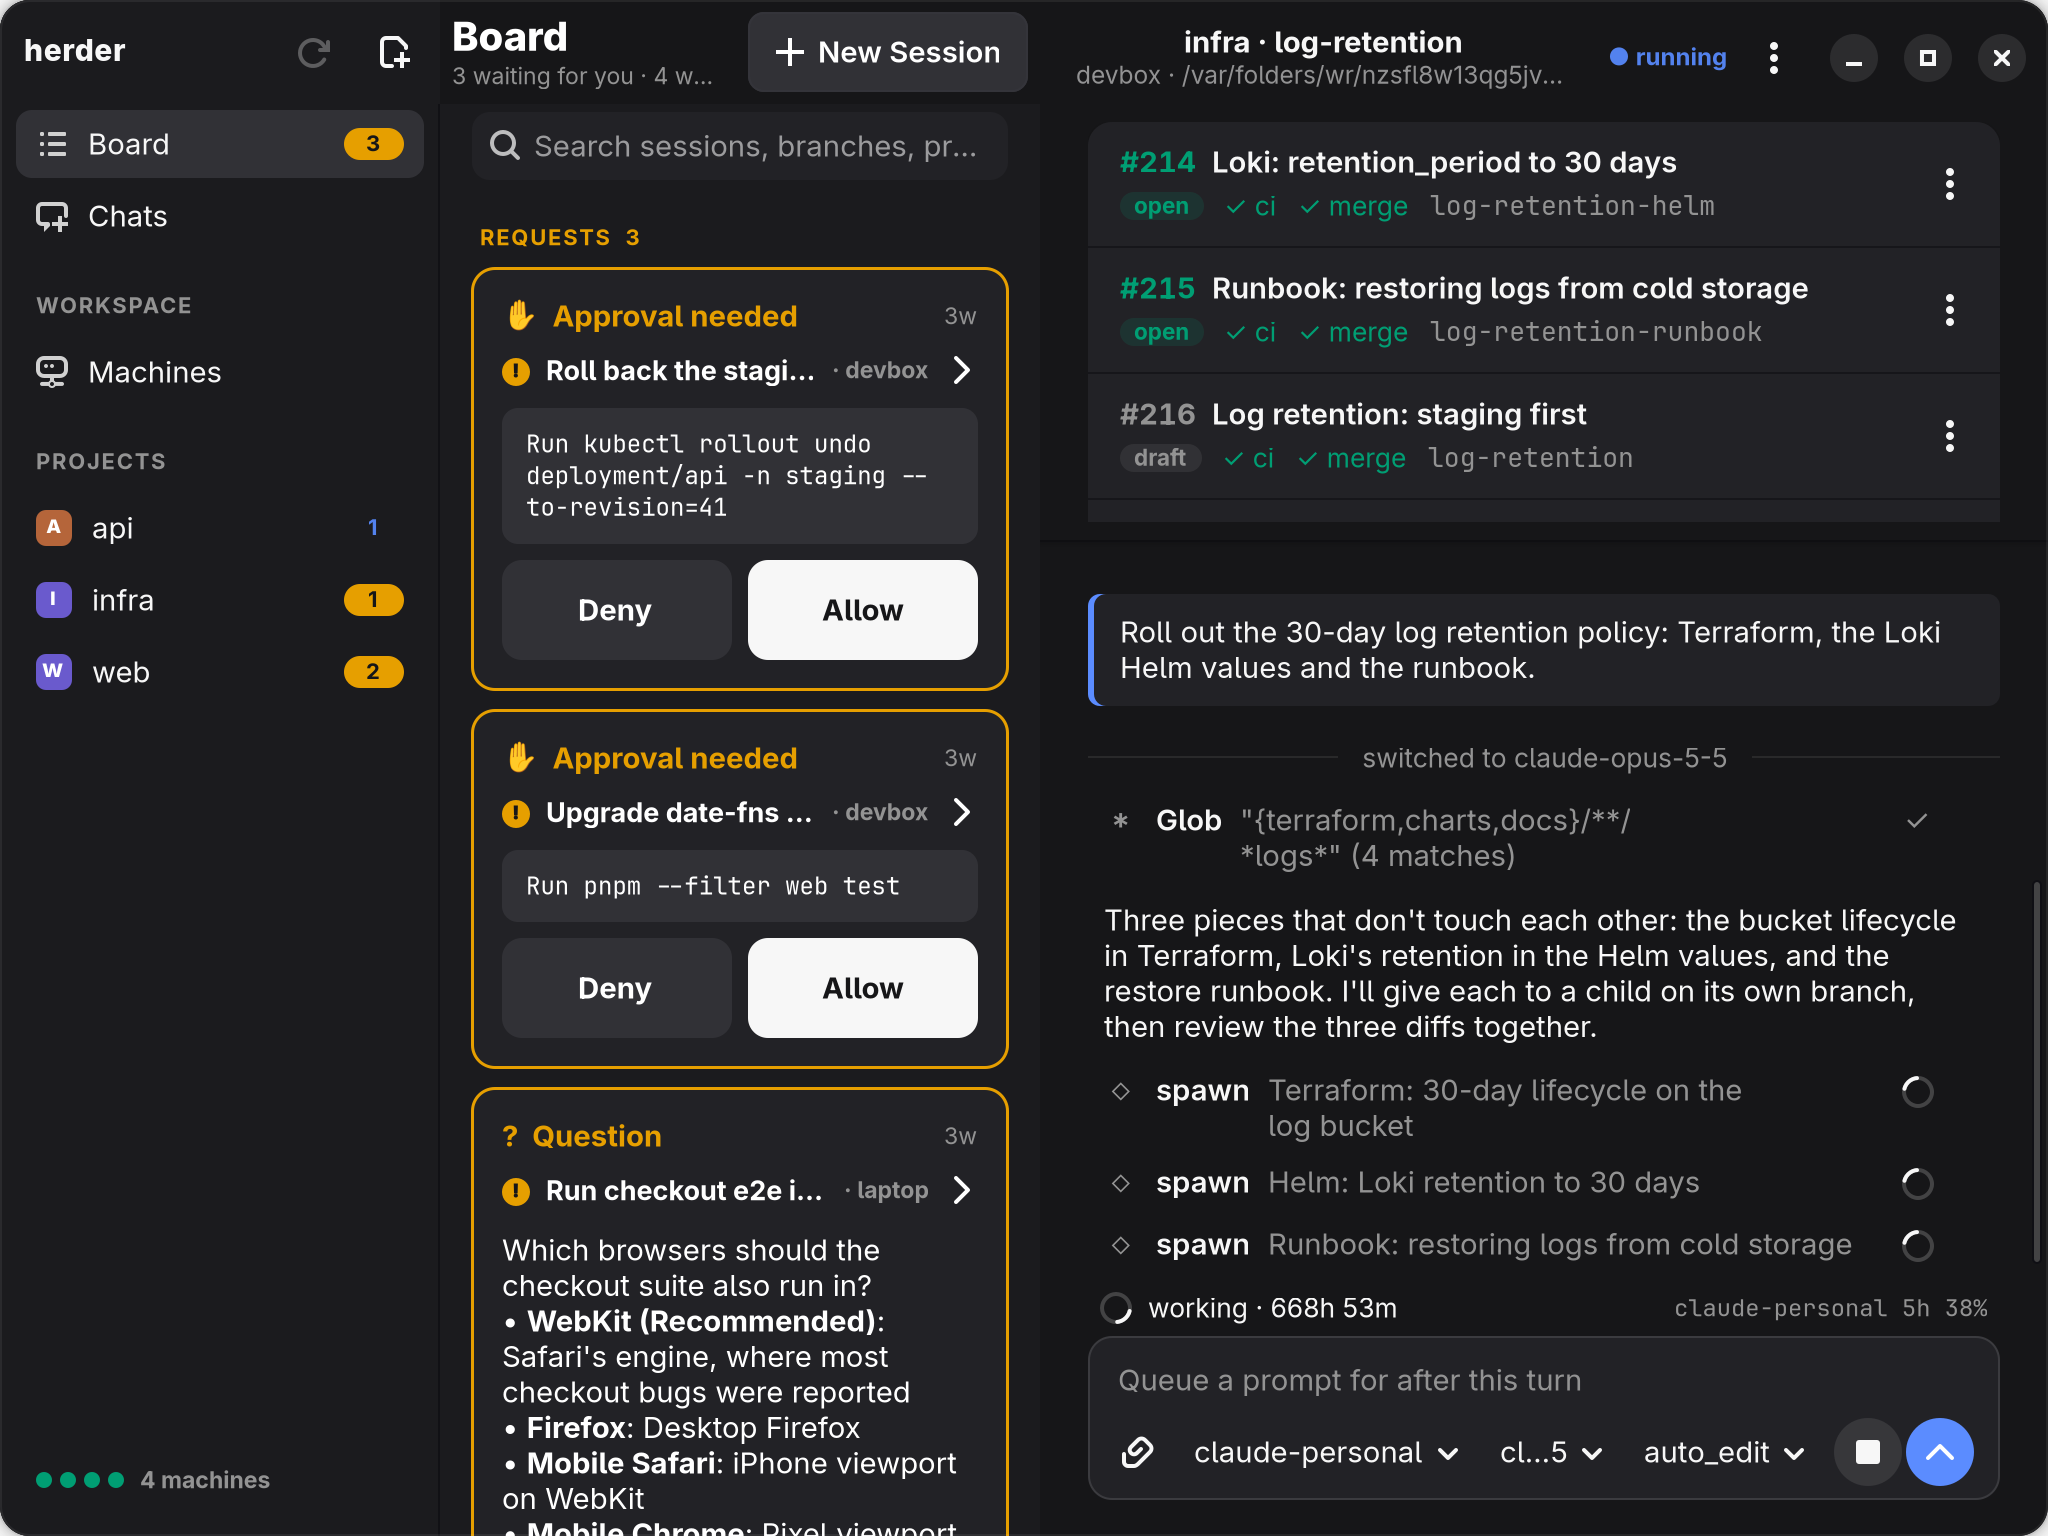 herder
Board 3
Chats
WORKSPACE
Machines
PROJECTS
A api 1
I infra 1
W web 2
4 machines
Board
3 waiting for you · 4 w...
New Session
Search sessions, branches, pr...
REQUESTS 3
Approval needed 3w
Roll back the stagi... · devbox
Run kubectl rollout undo
deployment/api -n staging --
to-revision=41
Deny Allow
Approval needed 3w
Upgrade date-fns ... · devbox
Run pnpm --filter web test
Deny Allow
? Question 3w
Run checkout e2e i... · laptop
Which browsers should the
checkout suite also run in?
• WebKit (Recommended):
Safari's engine, where most
checkout bugs were reported
• Firefox: Desktop Firefox
• Mobile Safari: iPhone viewport
on WebKit
• Mobile Chrome: Pixel viewport
infra · log-retention
devbox · /var/folders/wr/nzsfl8w13qg5jv...
running
#214 Loki: retention_period to 30 days
open ✓ ci ✓ merge log-retention-helm
#215 Runbook: restoring logs from cold storage
open ✓ ci ✓ merge log-retention-runbook
#216 Log retention: staging first
draft ✓ ci ✓ merge log-retention
Roll out the 30-day log retention policy: Terraform, the Loki
Helm values and the runbook.
switched to claude-opus-5-5
* Glob "{terraform,charts,docs}/**/
*logs*" (4 matches)
Three pieces that don't touch each other: the bucket lifecycle
in Terraform, Loki's retention in the Helm values, and the
restore runbook. I'll give each to a child on its own branch,
then review the three diffs together.
◇ spawn Terraform: 30-day lifecycle on the
log bucket
◇ spawn Helm: Loki retention to 30 days
◇ spawn Runbook: restoring logs from cold storage
working · 668h 53m claude-personal 5h 38%
Queue a prompt for after this turn
claude-personal cl...5 auto_edit